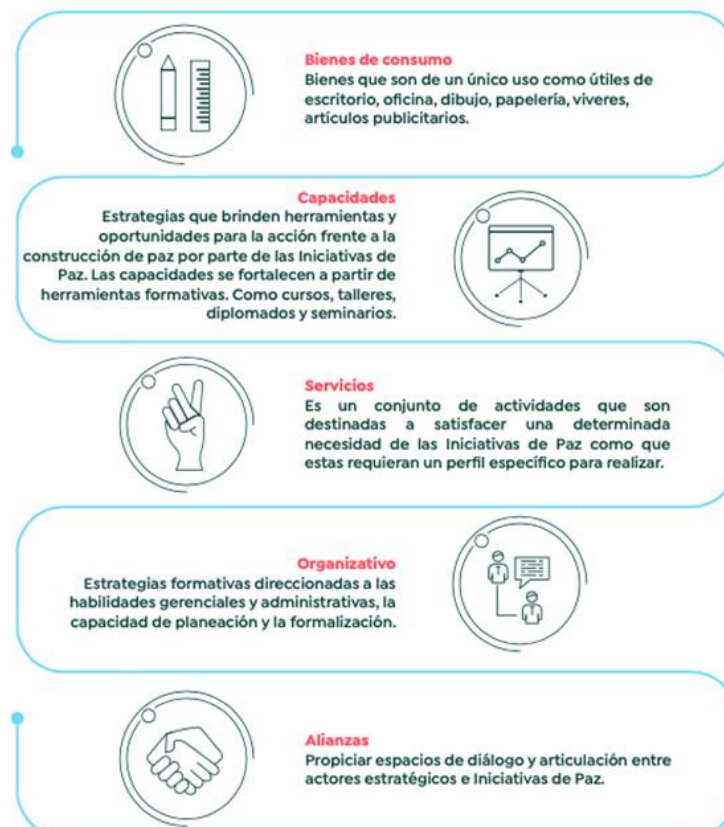 Bienes de consumo
Bienes que son de un único uso como útiles de
escritorio, oficina, dibujo, papelería, viveres,
artículos publicitarios.
Capacidades
Estrategias que brinden herramientas y
oportunidades para la acción frente a la
construcción de paz por parte de las Iniciativas de
Paz. Las capacidades se fortalecen a partir de
herramientas formativas. Como cursos, talleres,
diplomados y seminarios.
Servicios
Es un conjunto de actividades que son
destinadas a satisfacer una determinada
necesidad de las Iniciativas de Paz como que
estas requieran un perfil específico para realizar.
Organizativo
Estrategias formativas direccionadas a las
habilidades gerenciales y administrativas, la
capacidad de planeación y la formalización.
Alianzas
Propiciar espacios de diálogo y articulación entre
actores estratégicos e Iniciativas de Paz.